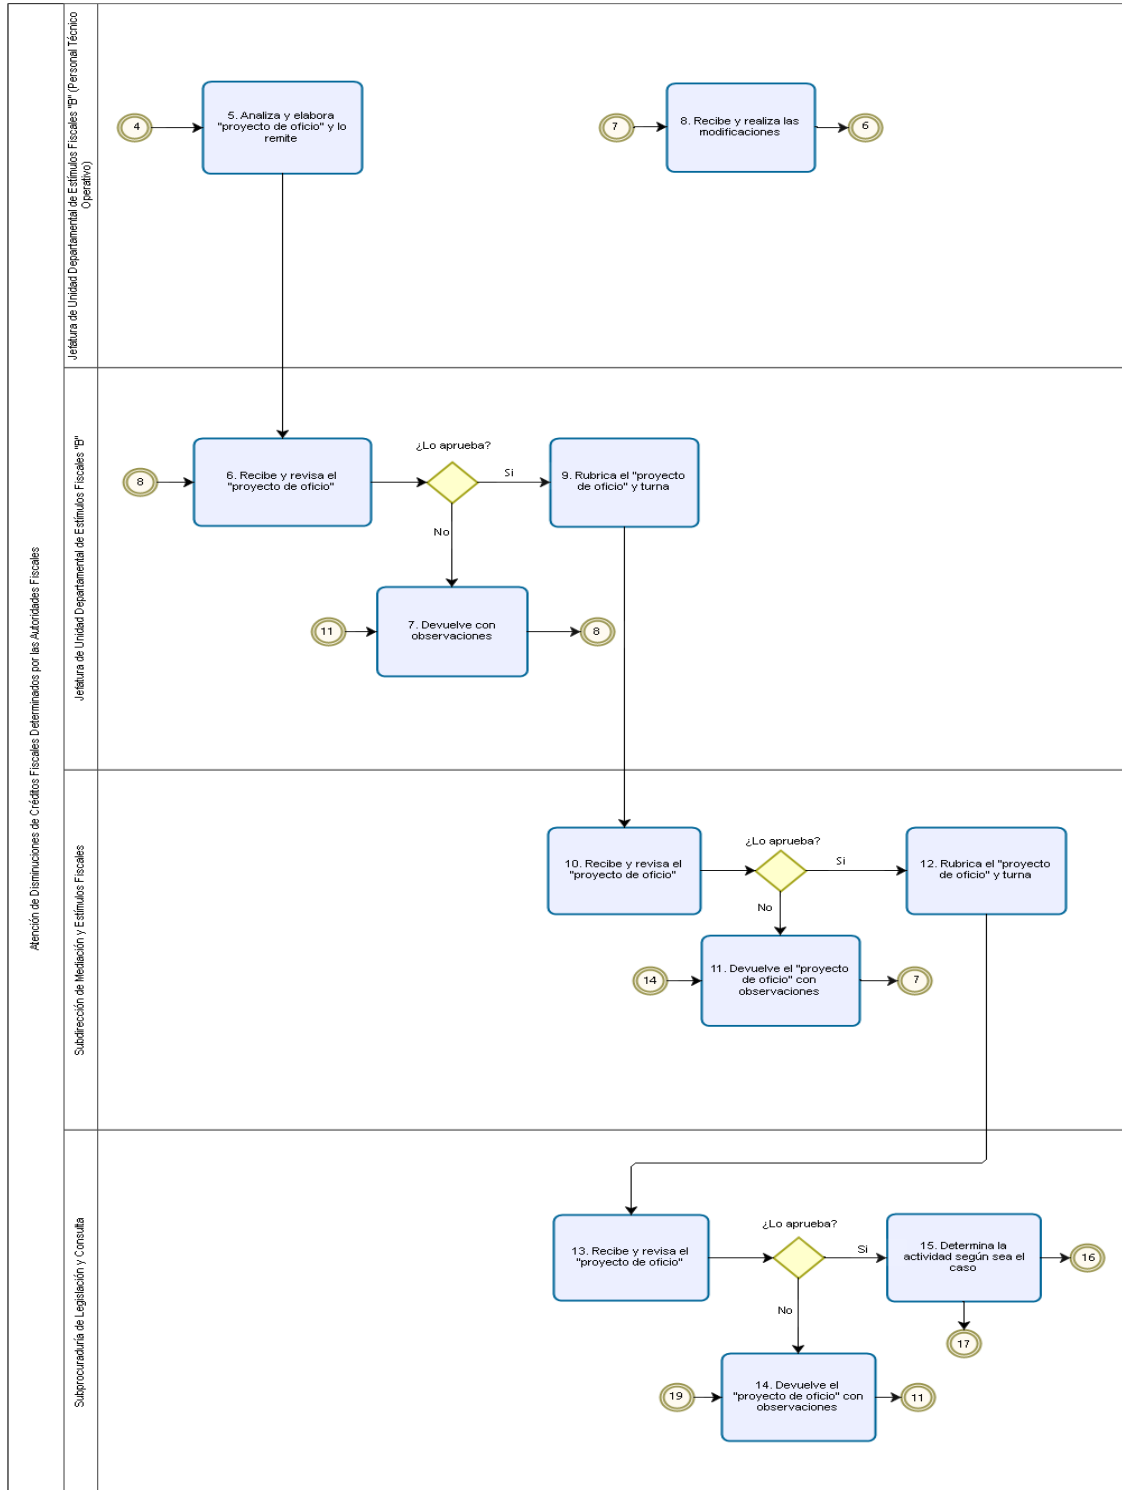 Atención de Disminuciones de Créditos Fiscales Determinados por las Autoridades Fiscales
Jefatura de Unidad Departamental de Estímulos Fiscales "B" (Personal Técnico
Operativo)
4
5. Analiza y elabora
"proyecto de oficio" y lo
remite
7
8. Recibe y realiza las
modificaciones
6
Jefatura de Unidad Departamental de Estímulos Fiscales "B"
8
6. Recibe y revisa el
"proyecto de oficio"
¿Lo aprueba?
Si
No
9. Rubrica el "proyecto
de oficio" y turna
11
7. Devuelve con
observaciones
8
Subdirección de Mediación y Estímulos Fiscales
10. Recibe y revisa el
"proyecto de oficio"
¿Lo aprueba?
Si
No
12. Rubrica el "proyecto
de oficio" y turna
14
11. Devuelve el "proyecto
de oficio" con
observaciones
7
Subprocuraduría de Legislación y Consulta
13. Recibe y revisa el
"proyecto de oficio"
¿Lo aprueba?
Si
No
15. Determina la
actividad según sea el
caso
16
17
19
14. Devuelve el
"proyecto de oficio" con
observaciones
11